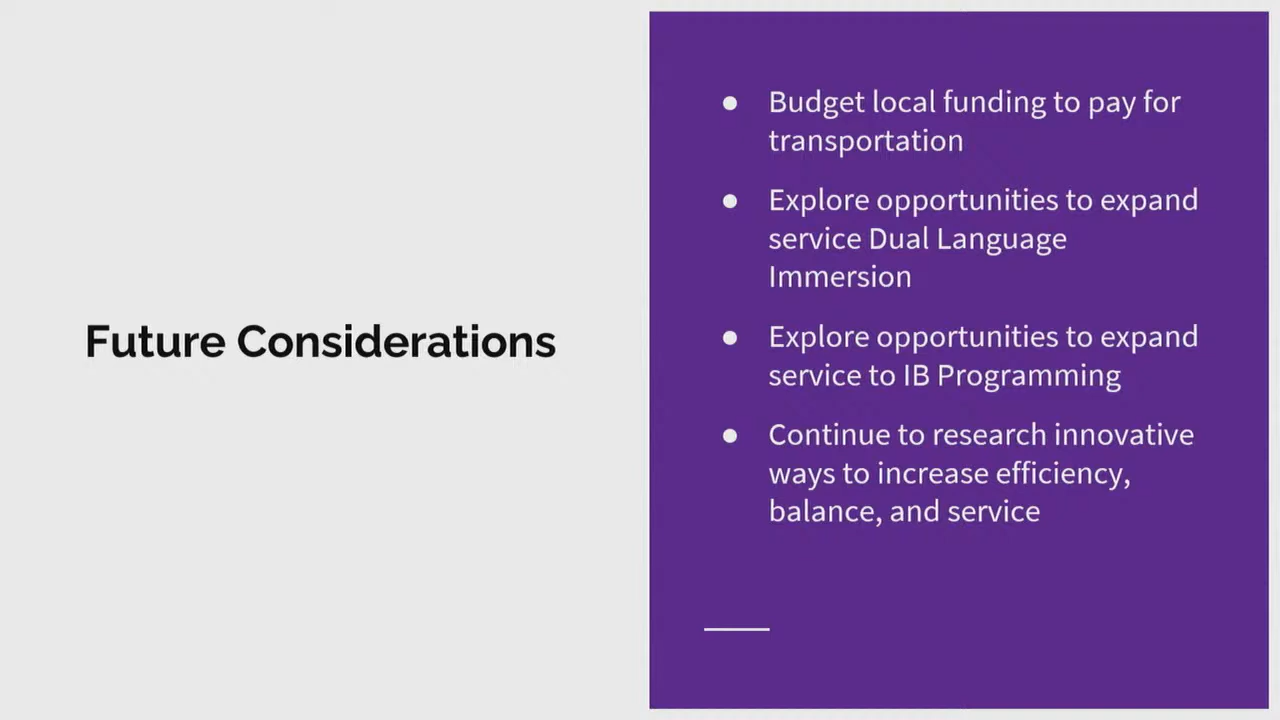 Future Considerations
● Budget local funding to pay for
transportation
● Explore opportunities to expand
service Dual Language
Immersion
● Explore opportunities to expand
service to IB Programming
● Continue to research innovative
ways to increase efficiency,
balance, and service